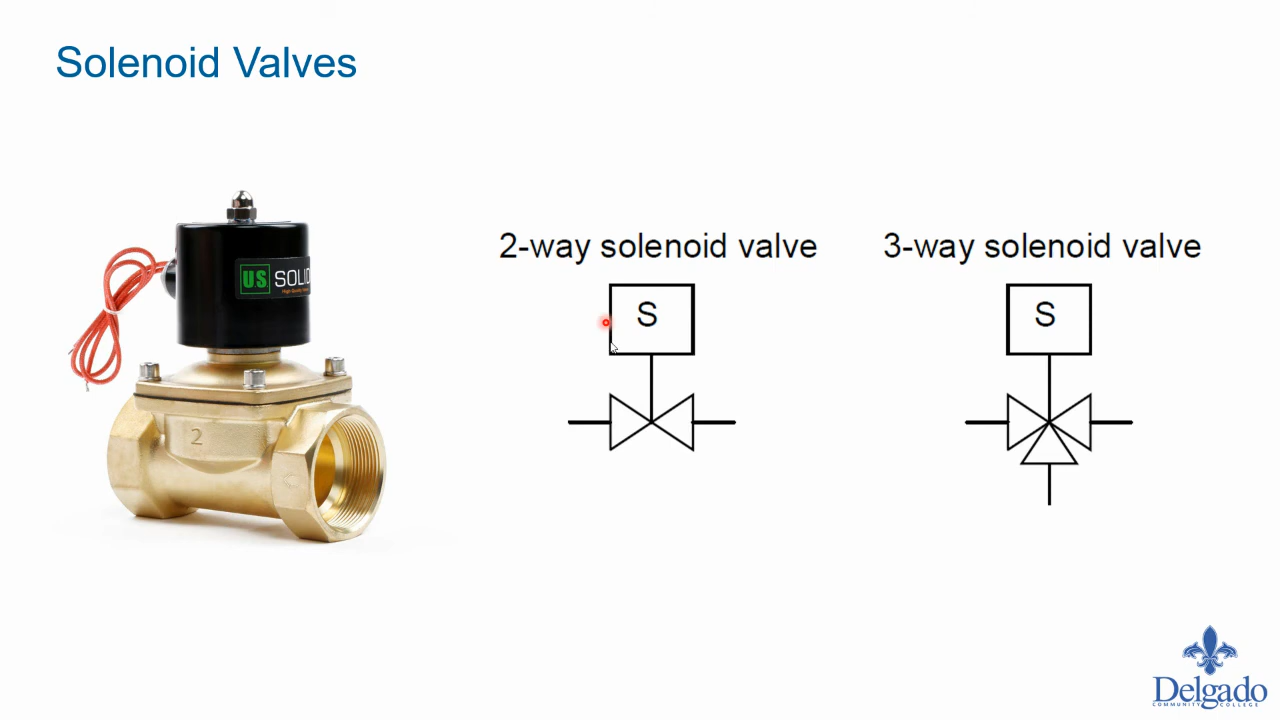 Solenoid Valves
2-way solenoid valve
3-way solenoid valve
S
S
US SOLID
2
Delgado
COMMUNITY COLLEGE